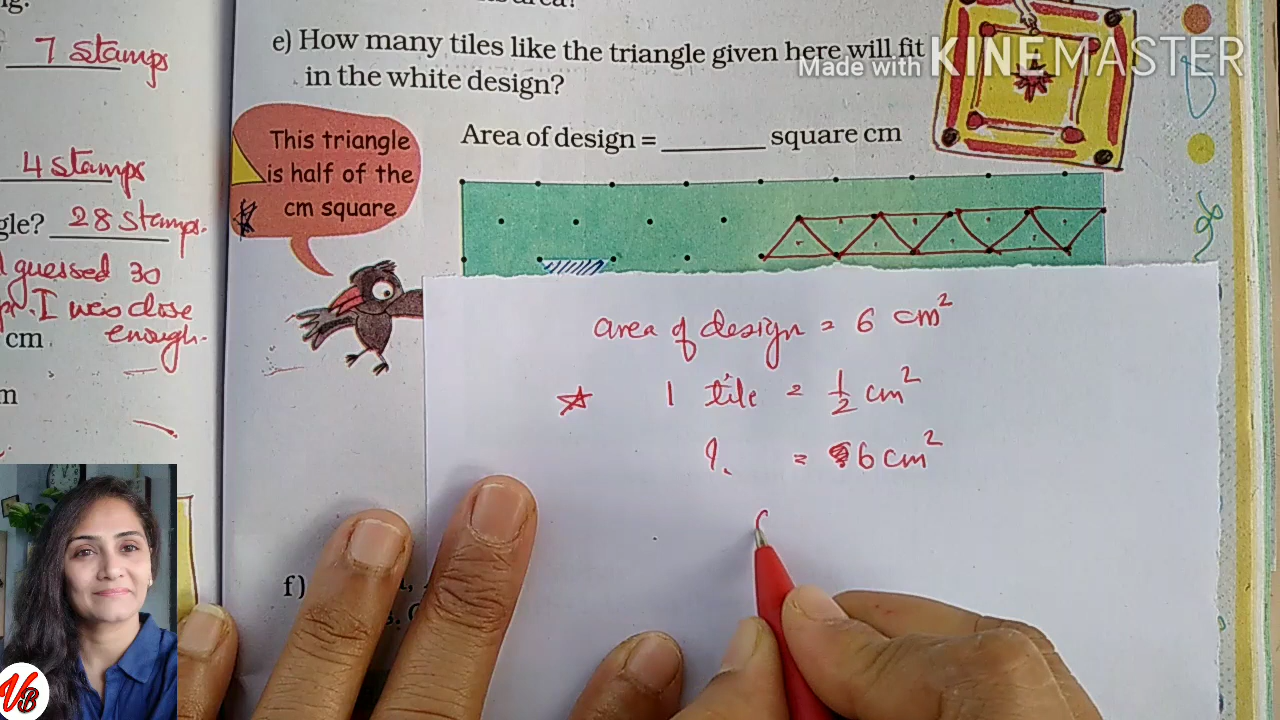 7 stamps
4 stamps
gle? 28 stamps.
guessed 30
I was close
enough.
cm
m
e) How many tiles like the triangle given here will fit
in the white design?
Made with KINEMASTER
This triangle
is half of the
cm square
Area of design = ______ square cm
area of design = 6 cm²
☆ 1 tile = 1/2 cm²
= 6 cm²
f)
VB